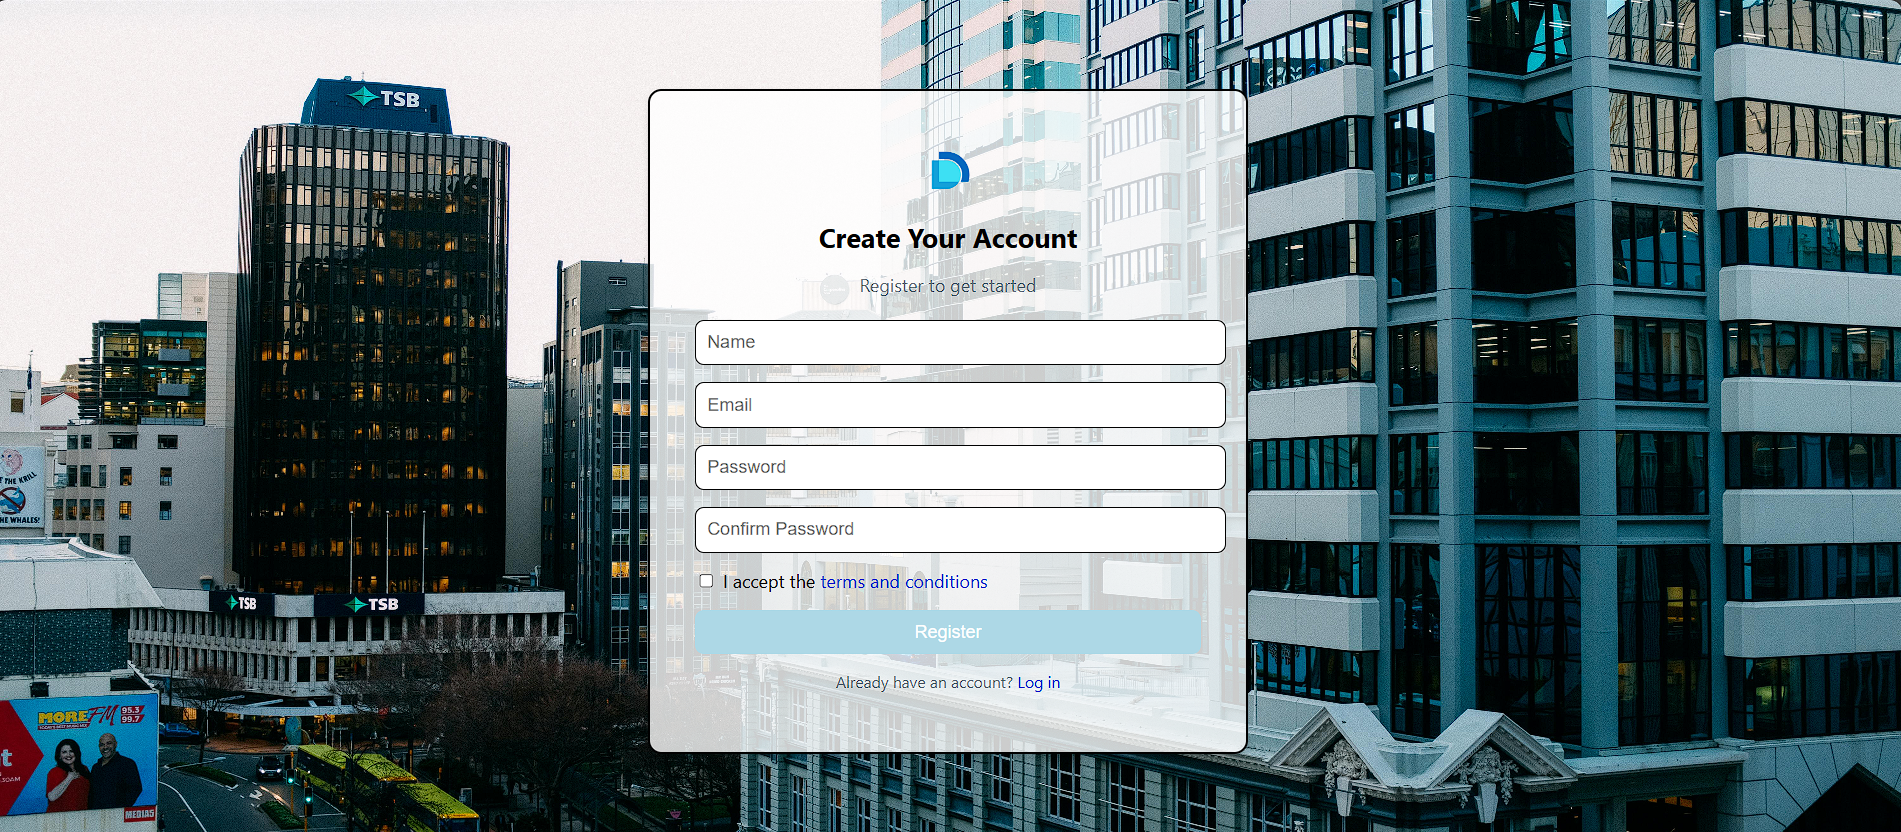 TSB
Create Your Account
Register to get started
Name
Email
Password
Confirm Password
I accept the terms and conditions
Register
Already have an account? Log in
THE KRILL
THE WHALES!
TSB
TSB
MORE FM
95.3
99.7
MEDIA5